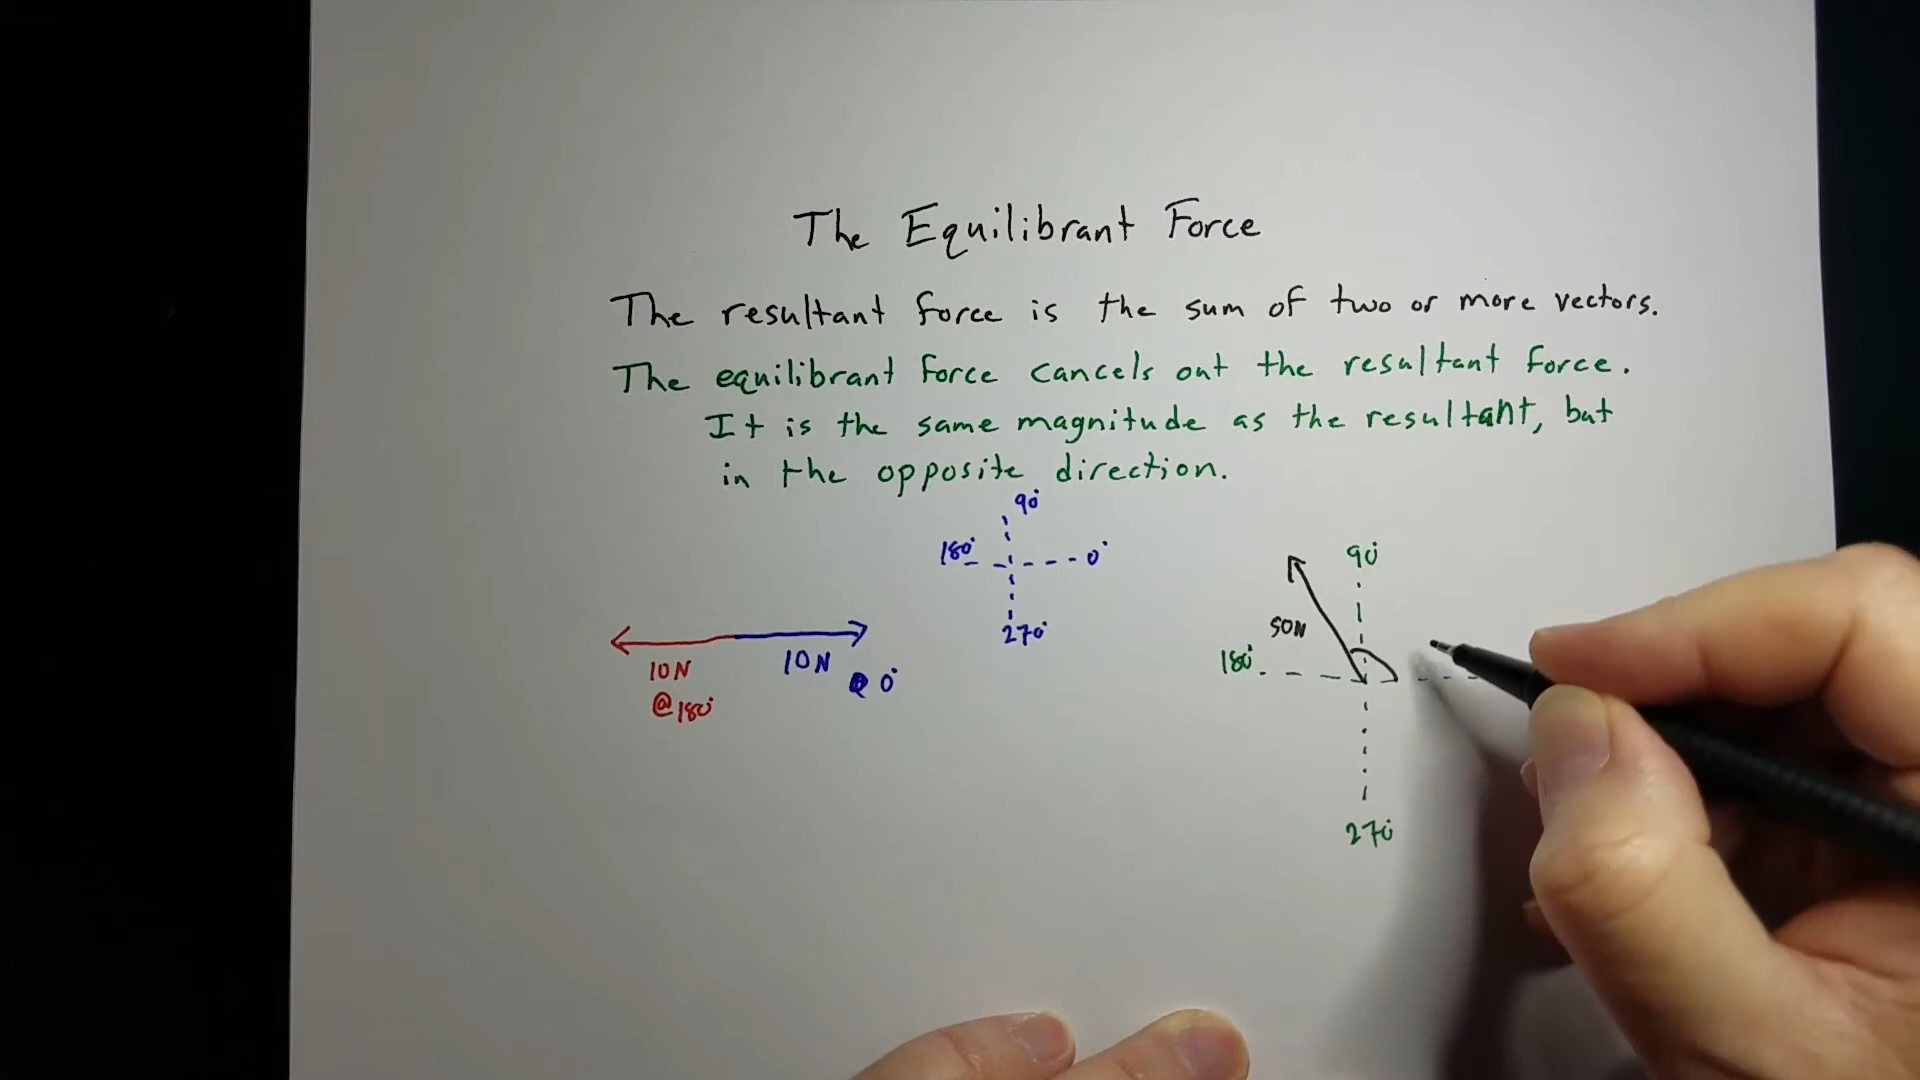 The Equilibrant Force
The resultant force is the sum of two or more vectors.
The equilibrant force cancels out the resultant force.
It is the same magnitude as the resultant, but
in the opposite direction.
90°
180°
0°
270°
10N
@180°
10N
@ 0°
90°
50N
180°
270°